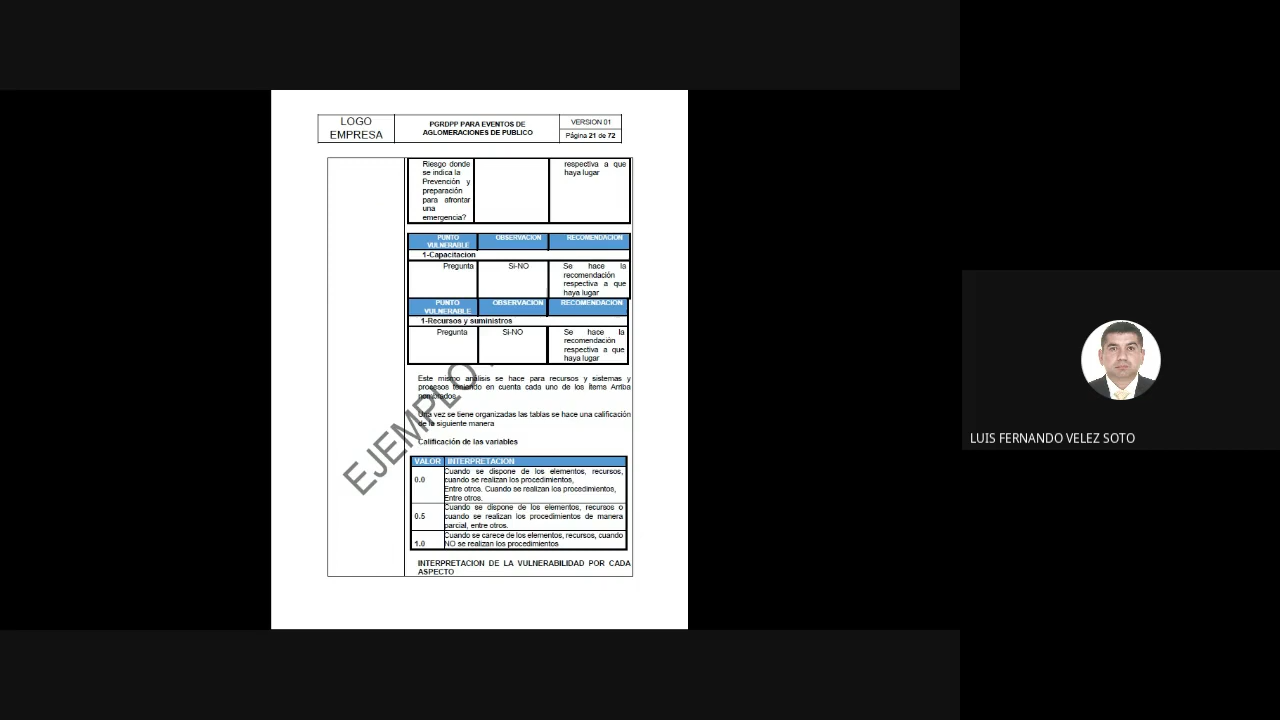 LOGO
EMPRESA
PGRDPP PARA EVENTOS DE
AGLOMERACIONES DE PUBLICO
VERSION 01
Página 21 de 72
Riesgo donde
se indica la
Prevención y
preparación
para afrontar
una
emergencia?
respectiva a que
haya lugar
PUNTO
VULNERABLE
OBSERVACION
RECOMENDACION
1-Capacitacion
Pregunta
Si-NO
Se hace la
recomendación
respectiva a que
haya lugar
PUNTO
VULNERABLE
OBSERVACION
RECOMENDACION
1-Recursos y suministros
Pregunta
Si-NO
Se hace la
recomendación
respectiva a que
haya lugar
Este mismo análisis se hace para recursos y sistemas y
procesos teniendo en cuenta cada uno de los ítems Arriba
nombrados
Una vez se tiene organizadas las tablas se hace una calificación
de la siguiente manera
Calificación de las variables
VALOR INTERPRETACION
0.0
Cuando se dispone de los elementos, recursos,
cuando se realizan los procedimientos,
Entre otros. Cuando se realizan los procedimientos,
Entre otros.
0.5
Cuando se dispone de los elementos, recursos o
cuando se realizan los procedimientos de manera
parcial, entre otros.
1.0
Cuando se carece de los elementos, recursos, cuando
NO se realizan los procedimientos
INTERPRETACION DE LA VULNERABILIDAD POR CADA
ASPECTO
EJEMPLO
LUIS FERNANDO VELEZ SOTO